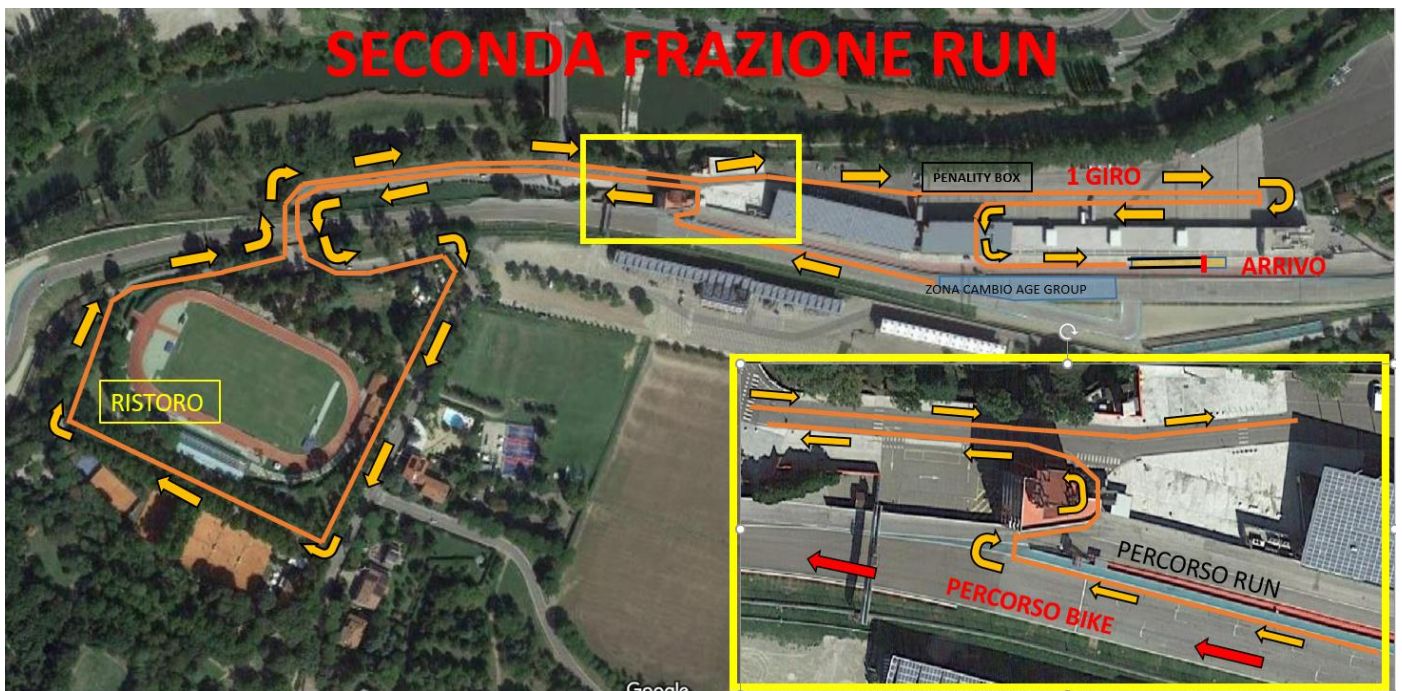 SECONDA FRAZIONE RUN
PENALITY BOX
1 GIRO
ARRIVO
ZONA CAMBIO AGE GROUP
RISTORO
PERCORSO RUN
PERCORSO BIKE
Google